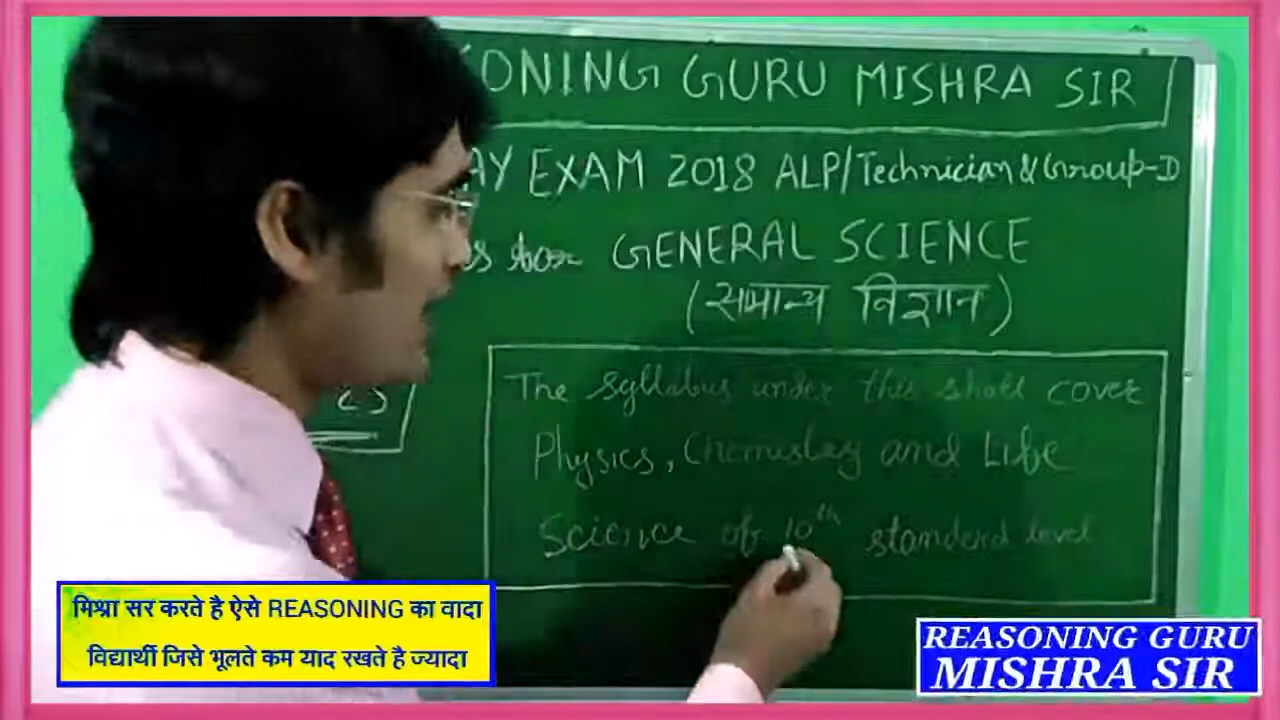 ONING GURU MISHRA SIR
AY EXAM 2018 ALP/Technician & Group-D
GENERAL SCIENCE
(सामान्य विज्ञान)
The syllabus under this shall cover
Physics, Chemistry and Life
Science of 10th standerd level
मिश्रा सर करते है ऐसे REASONING का वादा
विद्यार्थी जिसे भूलते कम याद रखते है ज्यादा
REASONING GURU
MISHRA SIR